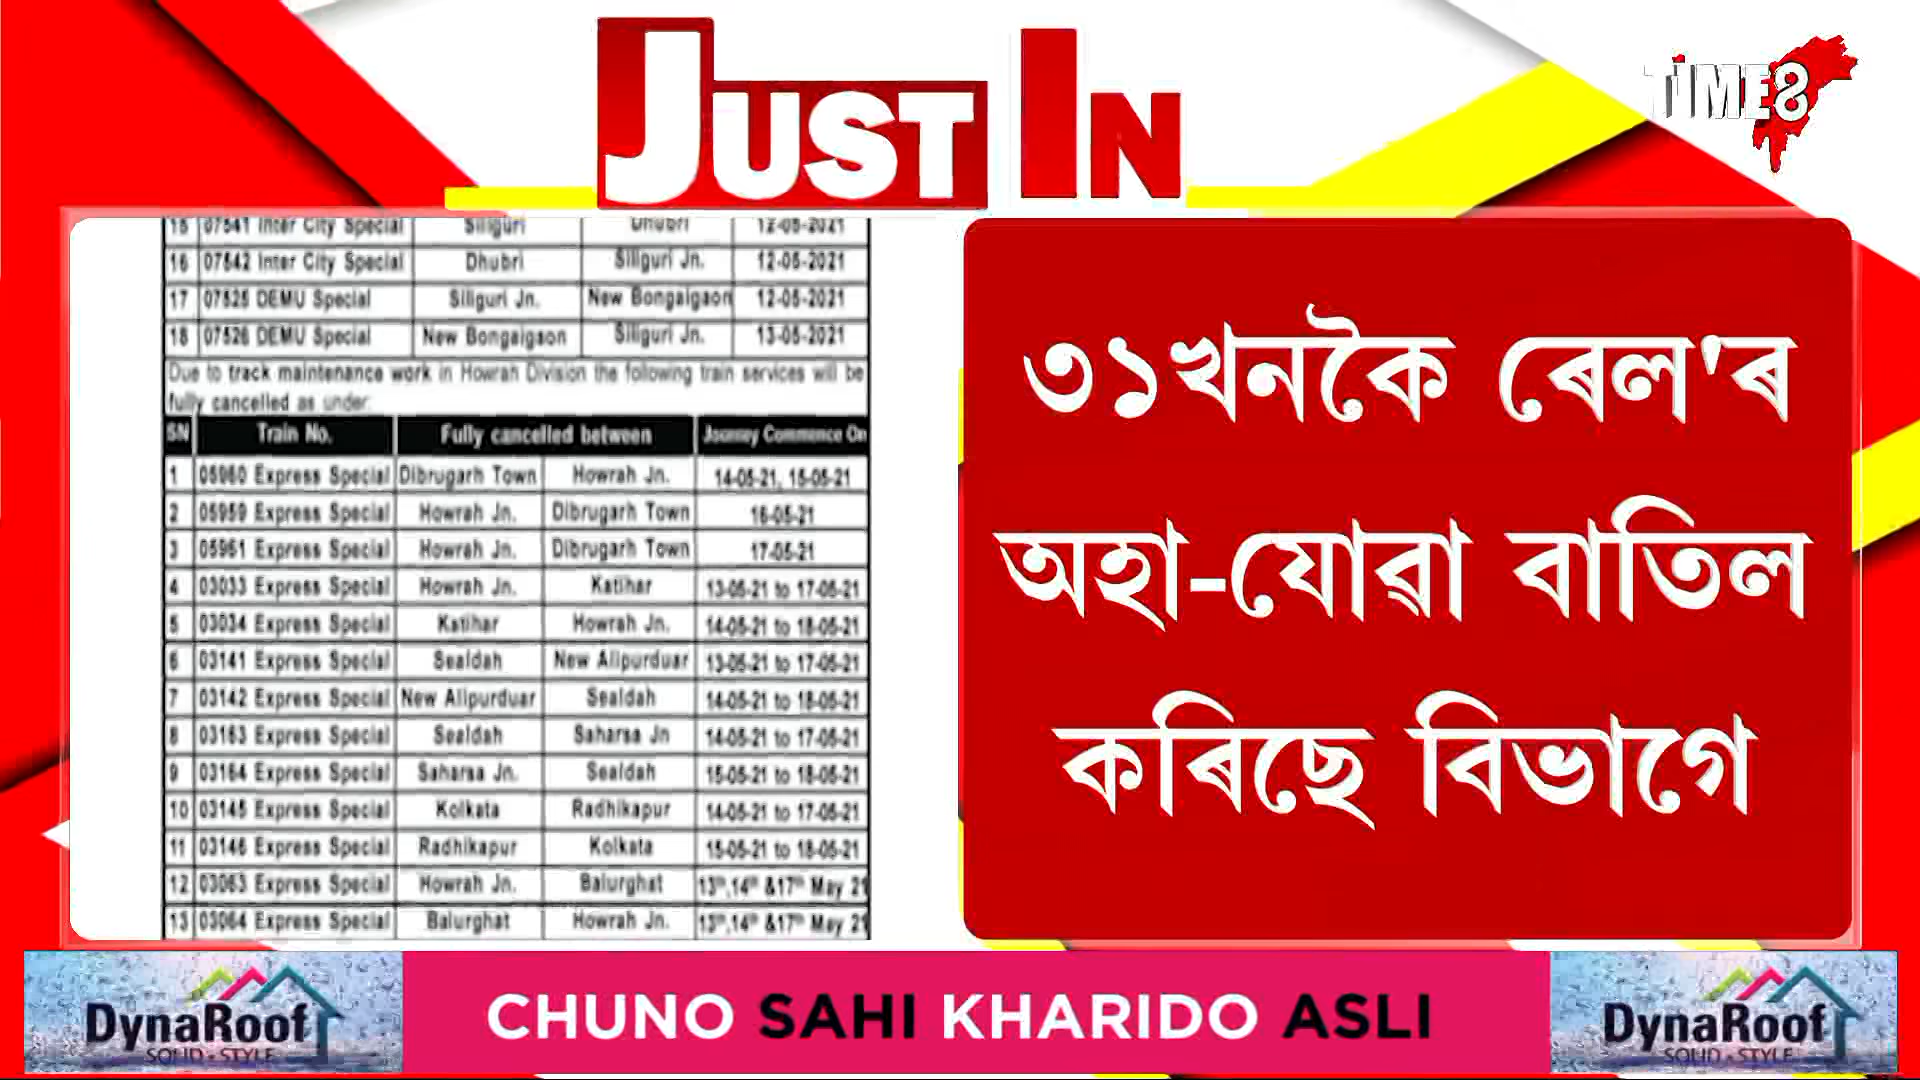 JUST IN
TIME8
15 07541 Inter City Special Siliguri Dhubri 12-05-2021
16 07542 Inter City Special Dhubri Siliguri Jn. 12-05-2021
17 07525 DEMU Special Siliguri Jn. New Bongaigaon 12-05-2021
18 07526 DEMU Special New Bongaigaon Siliguri Jn. 13-05-2021
Due to track maintenance work in Howrah Division the following train services will be
fully cancelled as under:
SN Train No. Fully cancelled between Journey Commence On
1 05960 Express Special Dibrugarh Town Howrah Jn. 14-05-21, 15-05-21
2 05959 Express Special Howrah Jn. Dibrugarh Town 16-05-21
3 05961 Express Special Howrah Jn. Dibrugarh Town 17-05-21
4 03033 Express Special Howrah Jn. Katihar 13-05-21 to 17-05-21
5 03034 Express Special Katihar Howrah Jn. 14-05-21 to 18-05-21
6 03141 Express Special Sealdah New Alipurduar 13-05-21 to 17-05-21
7 03142 Express Special New Alipurduar Sealdah 14-05-21 to 18-05-21
8 03163 Express Special Sealdah Saharsa Jn 14-05-21 to 17-05-21
9 03164 Express Special Saharsa Jn. Sealdah 15-05-21 to 18-05-21
10 03145 Express Special Kolkata Radhikapur 14-05-21 to 17-05-21
11 03146 Express Special Radhikapur Kolkata 15-05-21 to 18-05-21
12 03063 Express Special Howrah Jn. Balurghat 13th,14th &17th May 21
13 03064 Express Special Balurghat Howrah Jn. 13th,14th &17th May 21
৩১খনকৈ ৰেল'ৰ
অহা-যোৱা বাতিল
কৰিছে বিভাগে
DynaRoof
SOLID • STYLE
CHUNO SAHI KHARIDO ASLI
DynaRoof
SOLID • STYLE